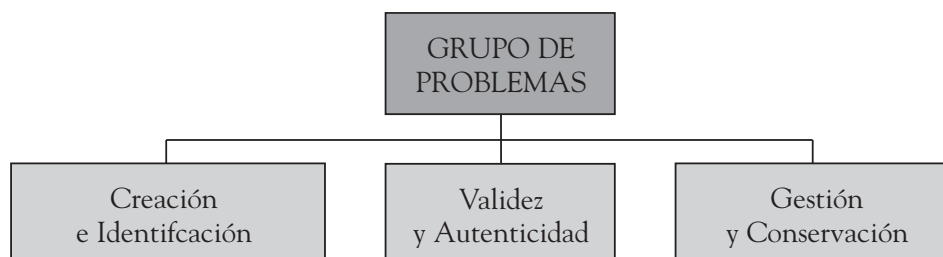 GRUPO DE
PROBLEMAS
Creación
e Identifcación
Validez
y Autenticidad
Gestión
y Conservación